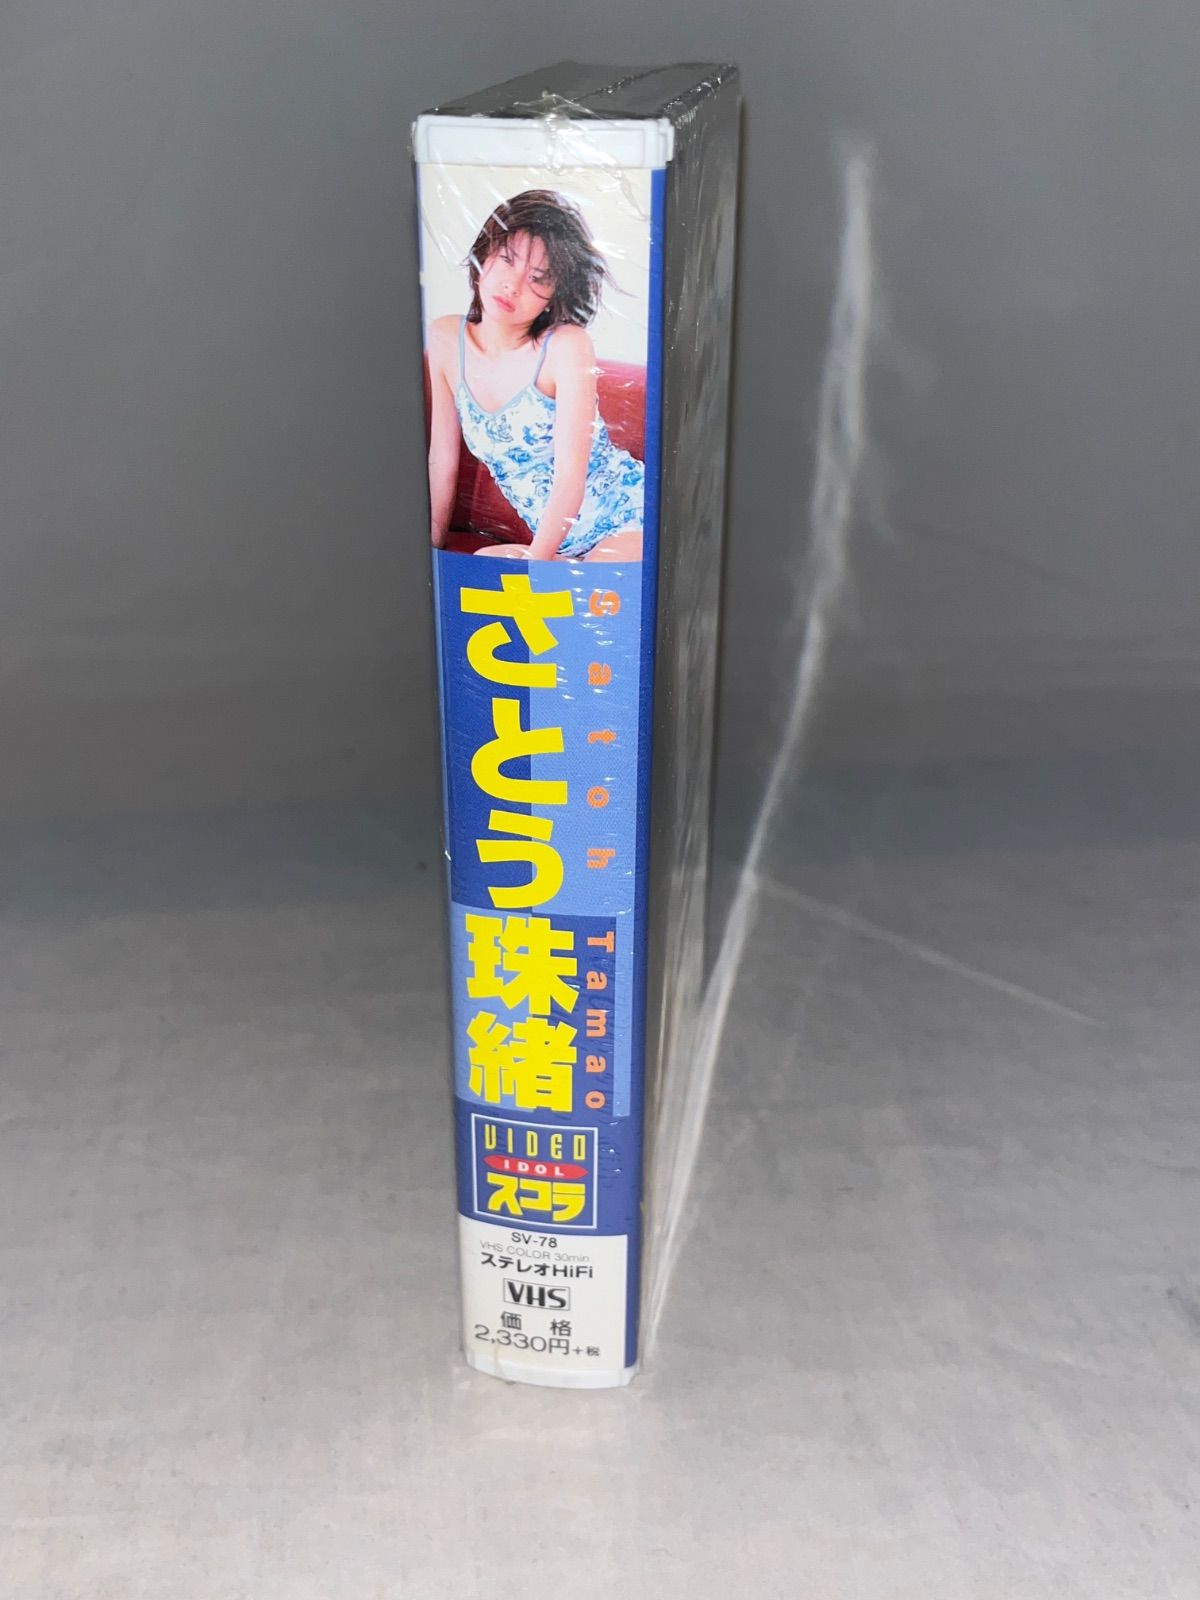 さとう珠緒
Satoh Tamao
VIDEO
IDOL
スコラ
SV-78
VHS COLOR 30min
ステレオHiFi
VHS
価格
2,330円+税